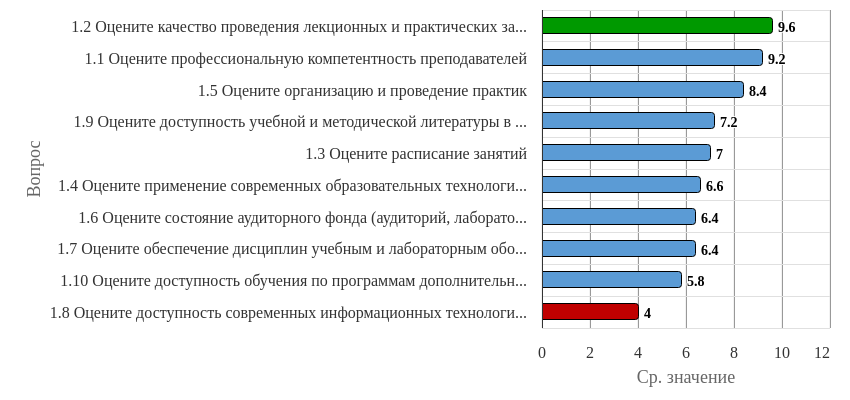 1.2 Оцените качество проведения лекционных и практических за... 9.6
1.1 Оцените профессиональную компетентность преподавателей 9.2
1.5 Оцените организацию и проведение практик 8.4
1.9 Оцените доступность учебной и методической литературы в ... 7.2
1.3 Оцените расписание занятий 7
1.4 Оцените применение современных образовательных технологи... 6.6
1.6 Оцените состояние аудиторного фонда (аудиторий, лаборато... 6.4
1.7 Оцените обеспечение дисциплин учебным и лабораторным обо... 6.4
1.10 Оцените доступность обучения по программам дополнительн... 5.8
1.8 Оцените доступность современных информационных технологи... 4
Вопрос
0 2 4 6 8 10 12
Ср. значение